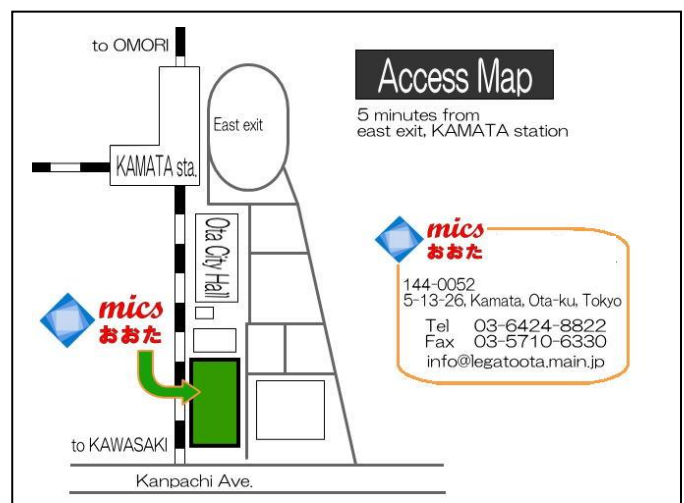 to OMORI
Access Map
5 minutes from
east exit, KAMATA station
East exit
KAMATA sta.
Ota City Hall
mics
おおた
to KAWASAKI
Kanpachi Ave.
mics
おおた
144-0052
5-13-26, Kamata, Ota-ku, Tokyo
Tel 03-6424-8822
Fax 03-5710-6330
info@legatoota.main.jp